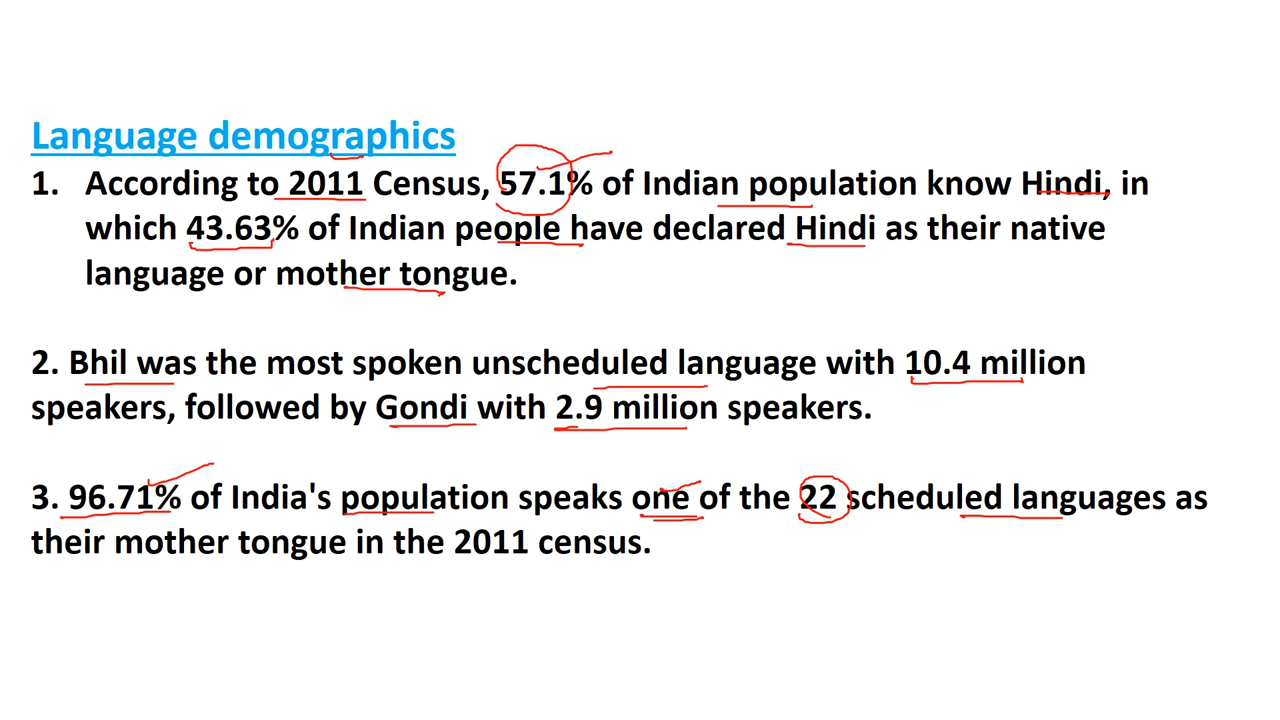 Language demographics
1. According to 2011 Census, 57.1% of Indian population know Hindi, in
which 43.63% of Indian people have declared Hindi as their native
language or mother tongue.
2. Bhil was the most spoken unscheduled language with 10.4 million
speakers, followed by Gondi with 2.9 million speakers.
3. 96.71% of India's population speaks one of the 22 scheduled languages as
their mother tongue in the 2011 census.